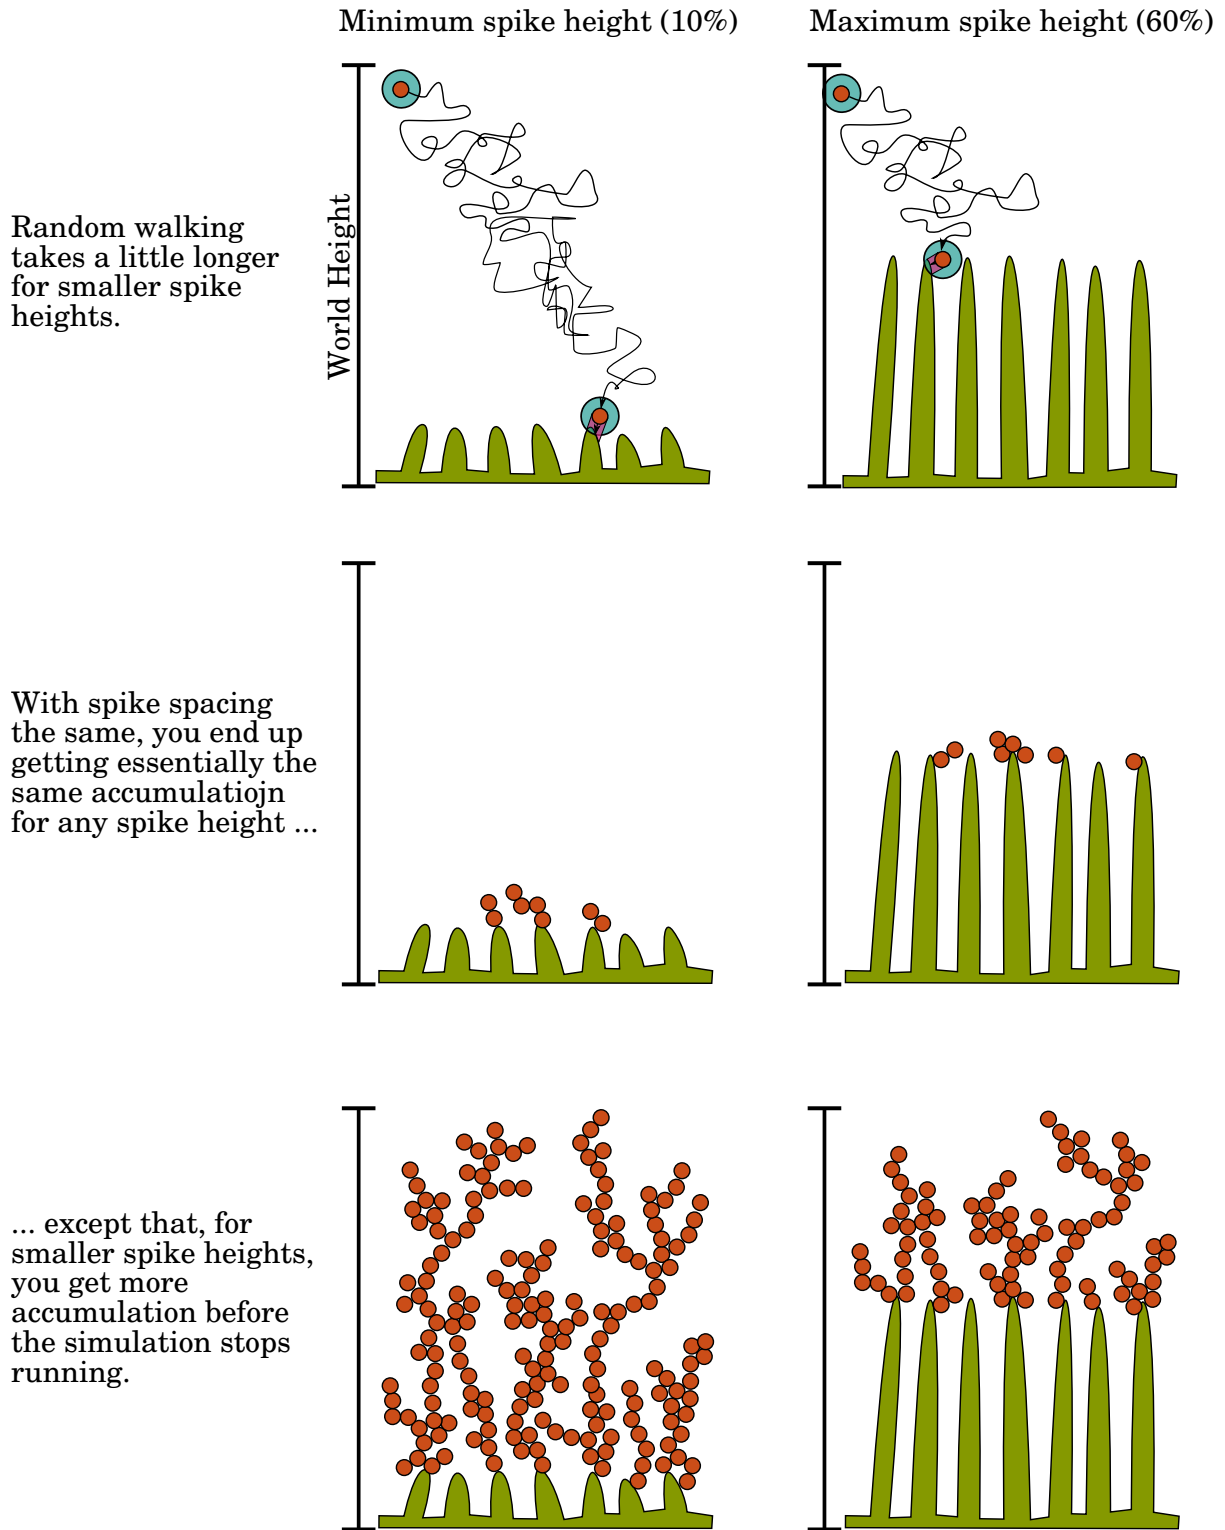 Minimum spike height (10%)
Maximum spike height (60%)
World Height
Random walking
takes a little longer
for smaller spike
heights.
With spike spacing
the same, you end up
getting essentially the
same accumulatiojn
for any spike height ...
... except that, for
smaller spike heights,
you get more
accumulation before
the simulation stops
running.